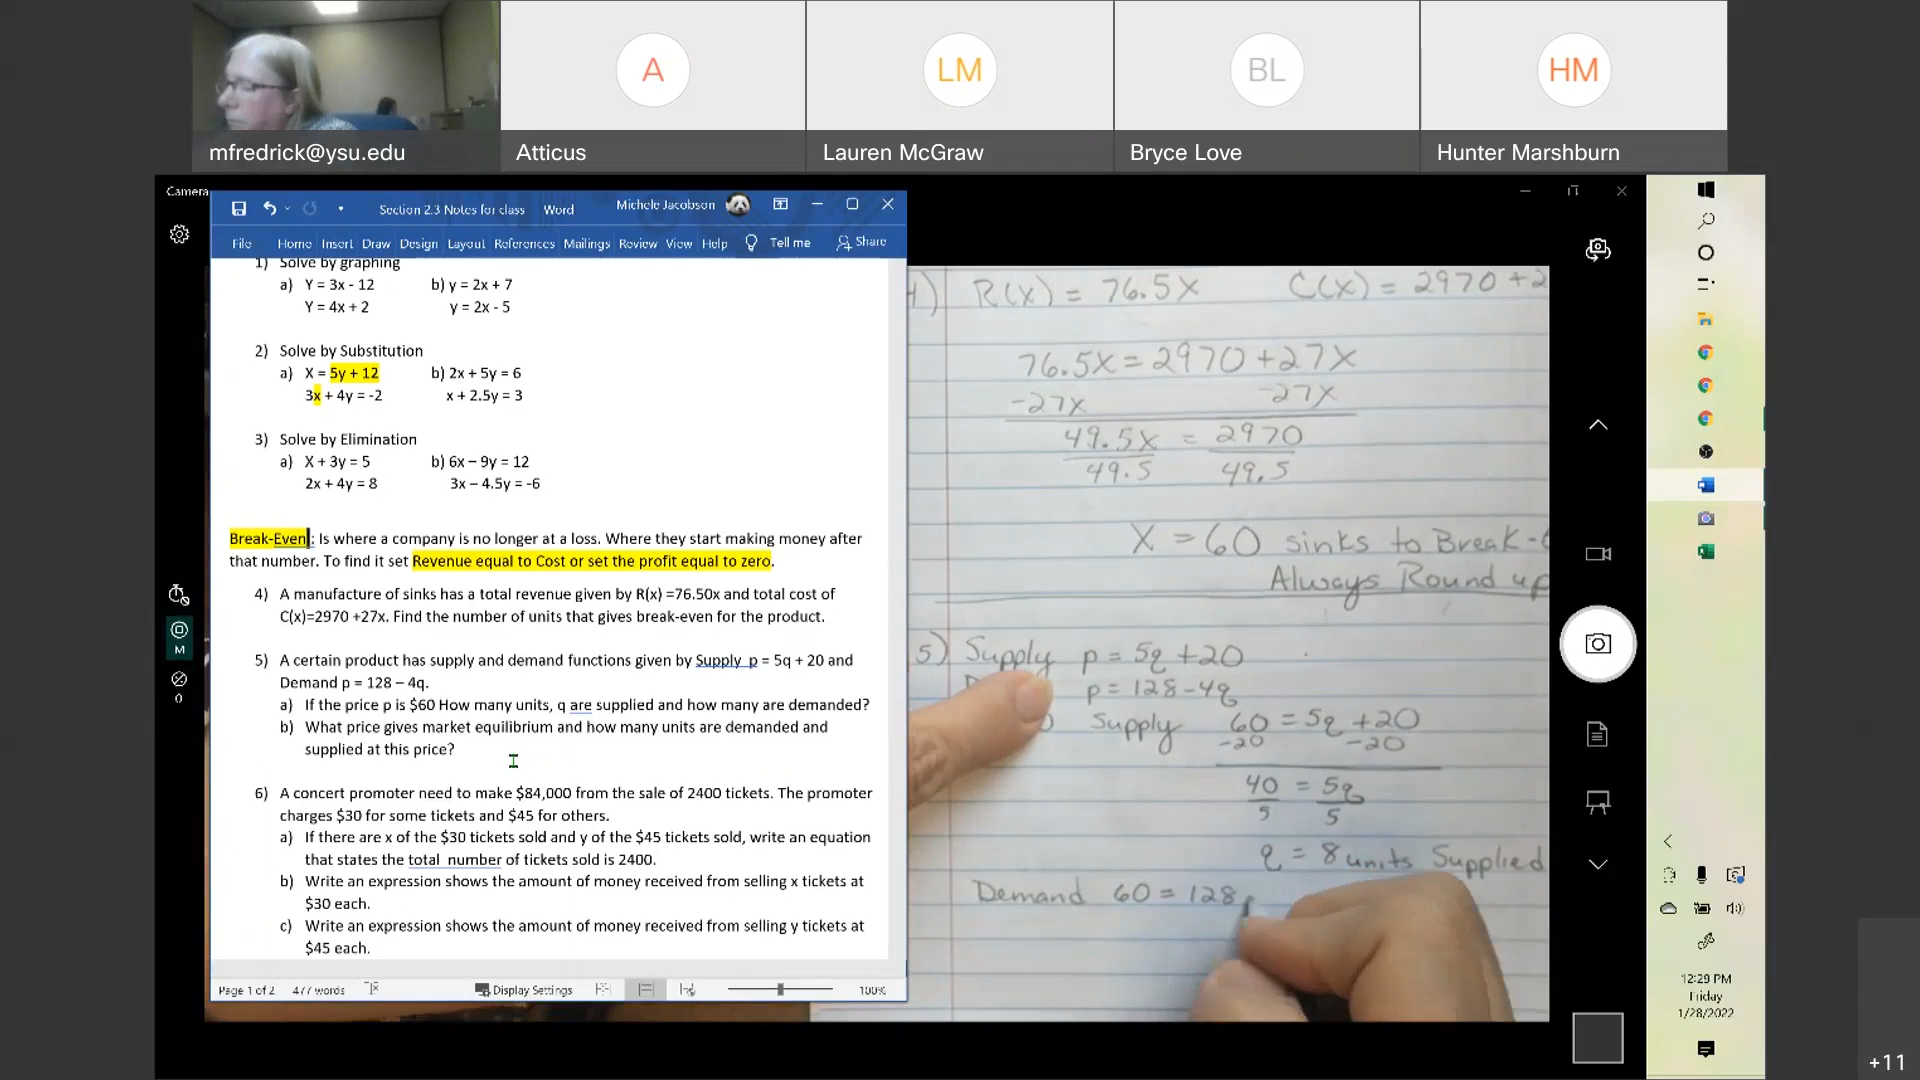 A
LM
BL
HM
mfredrick@ysu.edu
Atticus
Lauren McGraw
Bryce Love
Hunter Marshburn
Camera
Section 2.3 Notes for class
Word
Michele Jacobson
File Home Insert Draw Design Layout References Mailings Review View Help Tell me Share
1) Solve by graphing
a) Y = 3x - 12 b) y = 2x + 7
Y = 4x + 2 y = 2x - 5
2) Solve by Substitution
a) X = 5y + 12 b) 2x + 5y = 6
3x + 4y = -2 x + 2.5y = 3
3) Solve by Elimination
a) X + 3y = 5 b) 6x – 9y = 12
2x + 4y = 8 3x – 4.5y = -6
Break-Even: Is where a company is no longer at a loss. Where they start making money after
that number. To find it set Revenue equal to Cost or set the profit equal to zero.
4) A manufacture of sinks has a total revenue given by R(x) =76.50x and total cost of
C(x)=2970 +27x. Find the number of units that gives break-even for the product.
5) A certain product has supply and demand functions given by Supply p = 5q + 20 and
Demand p = 128 – 4q.
a) If the price p is $60 How many units, q are supplied and how many are demanded?
b) What price gives market equilibrium and how many units are demanded and
supplied at this price?
6) A concert promoter need to make $84,000 from the sale of 2400 tickets. The promoter
charges $30 for some tickets and $45 for others.
a) If there are x of the $30 tickets sold and y of the $45 tickets sold, write an equation
that states the total number of tickets sold is 2400.
b) Write an expression shows the amount of money received from selling x tickets at
$30 each.
c) Write an expression shows the amount of money received from selling y tickets at
$45 each.
Page 1 of 2 477 words Display Settings 100%
R(x) = 76.5x C(x) = 2970 +2
76.5x = 2970 + 27x
-27x -27x
49.5x = 2970
49.5 49.5
X = 60 sinks to Break-
Always Round up
5) Supply p = 5q +20
p = 128-4q
Supply 60 = 5q +20
-20 -20
40 = 5q
5 5
q = 8 units Supplied
Demand 60 = 128
M
0
12:29 PM
Friday
1/28/2022
+11